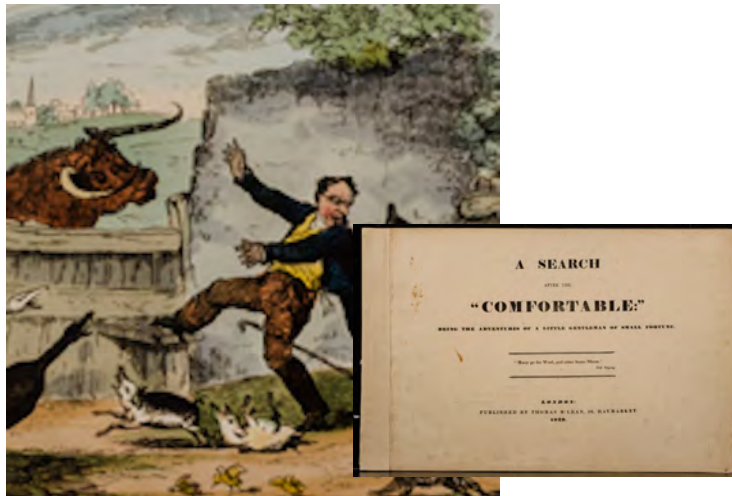 A SEARCH
AFTER THE
"COMFORTABLE:"
BEING THE ADVENTURES OF A LITTLE GENTLEMAN OF SMALL FORTUNE.
LONDON:
PUBLISHED BY THOMAS M'LEAN, 26, HAYMARKET.